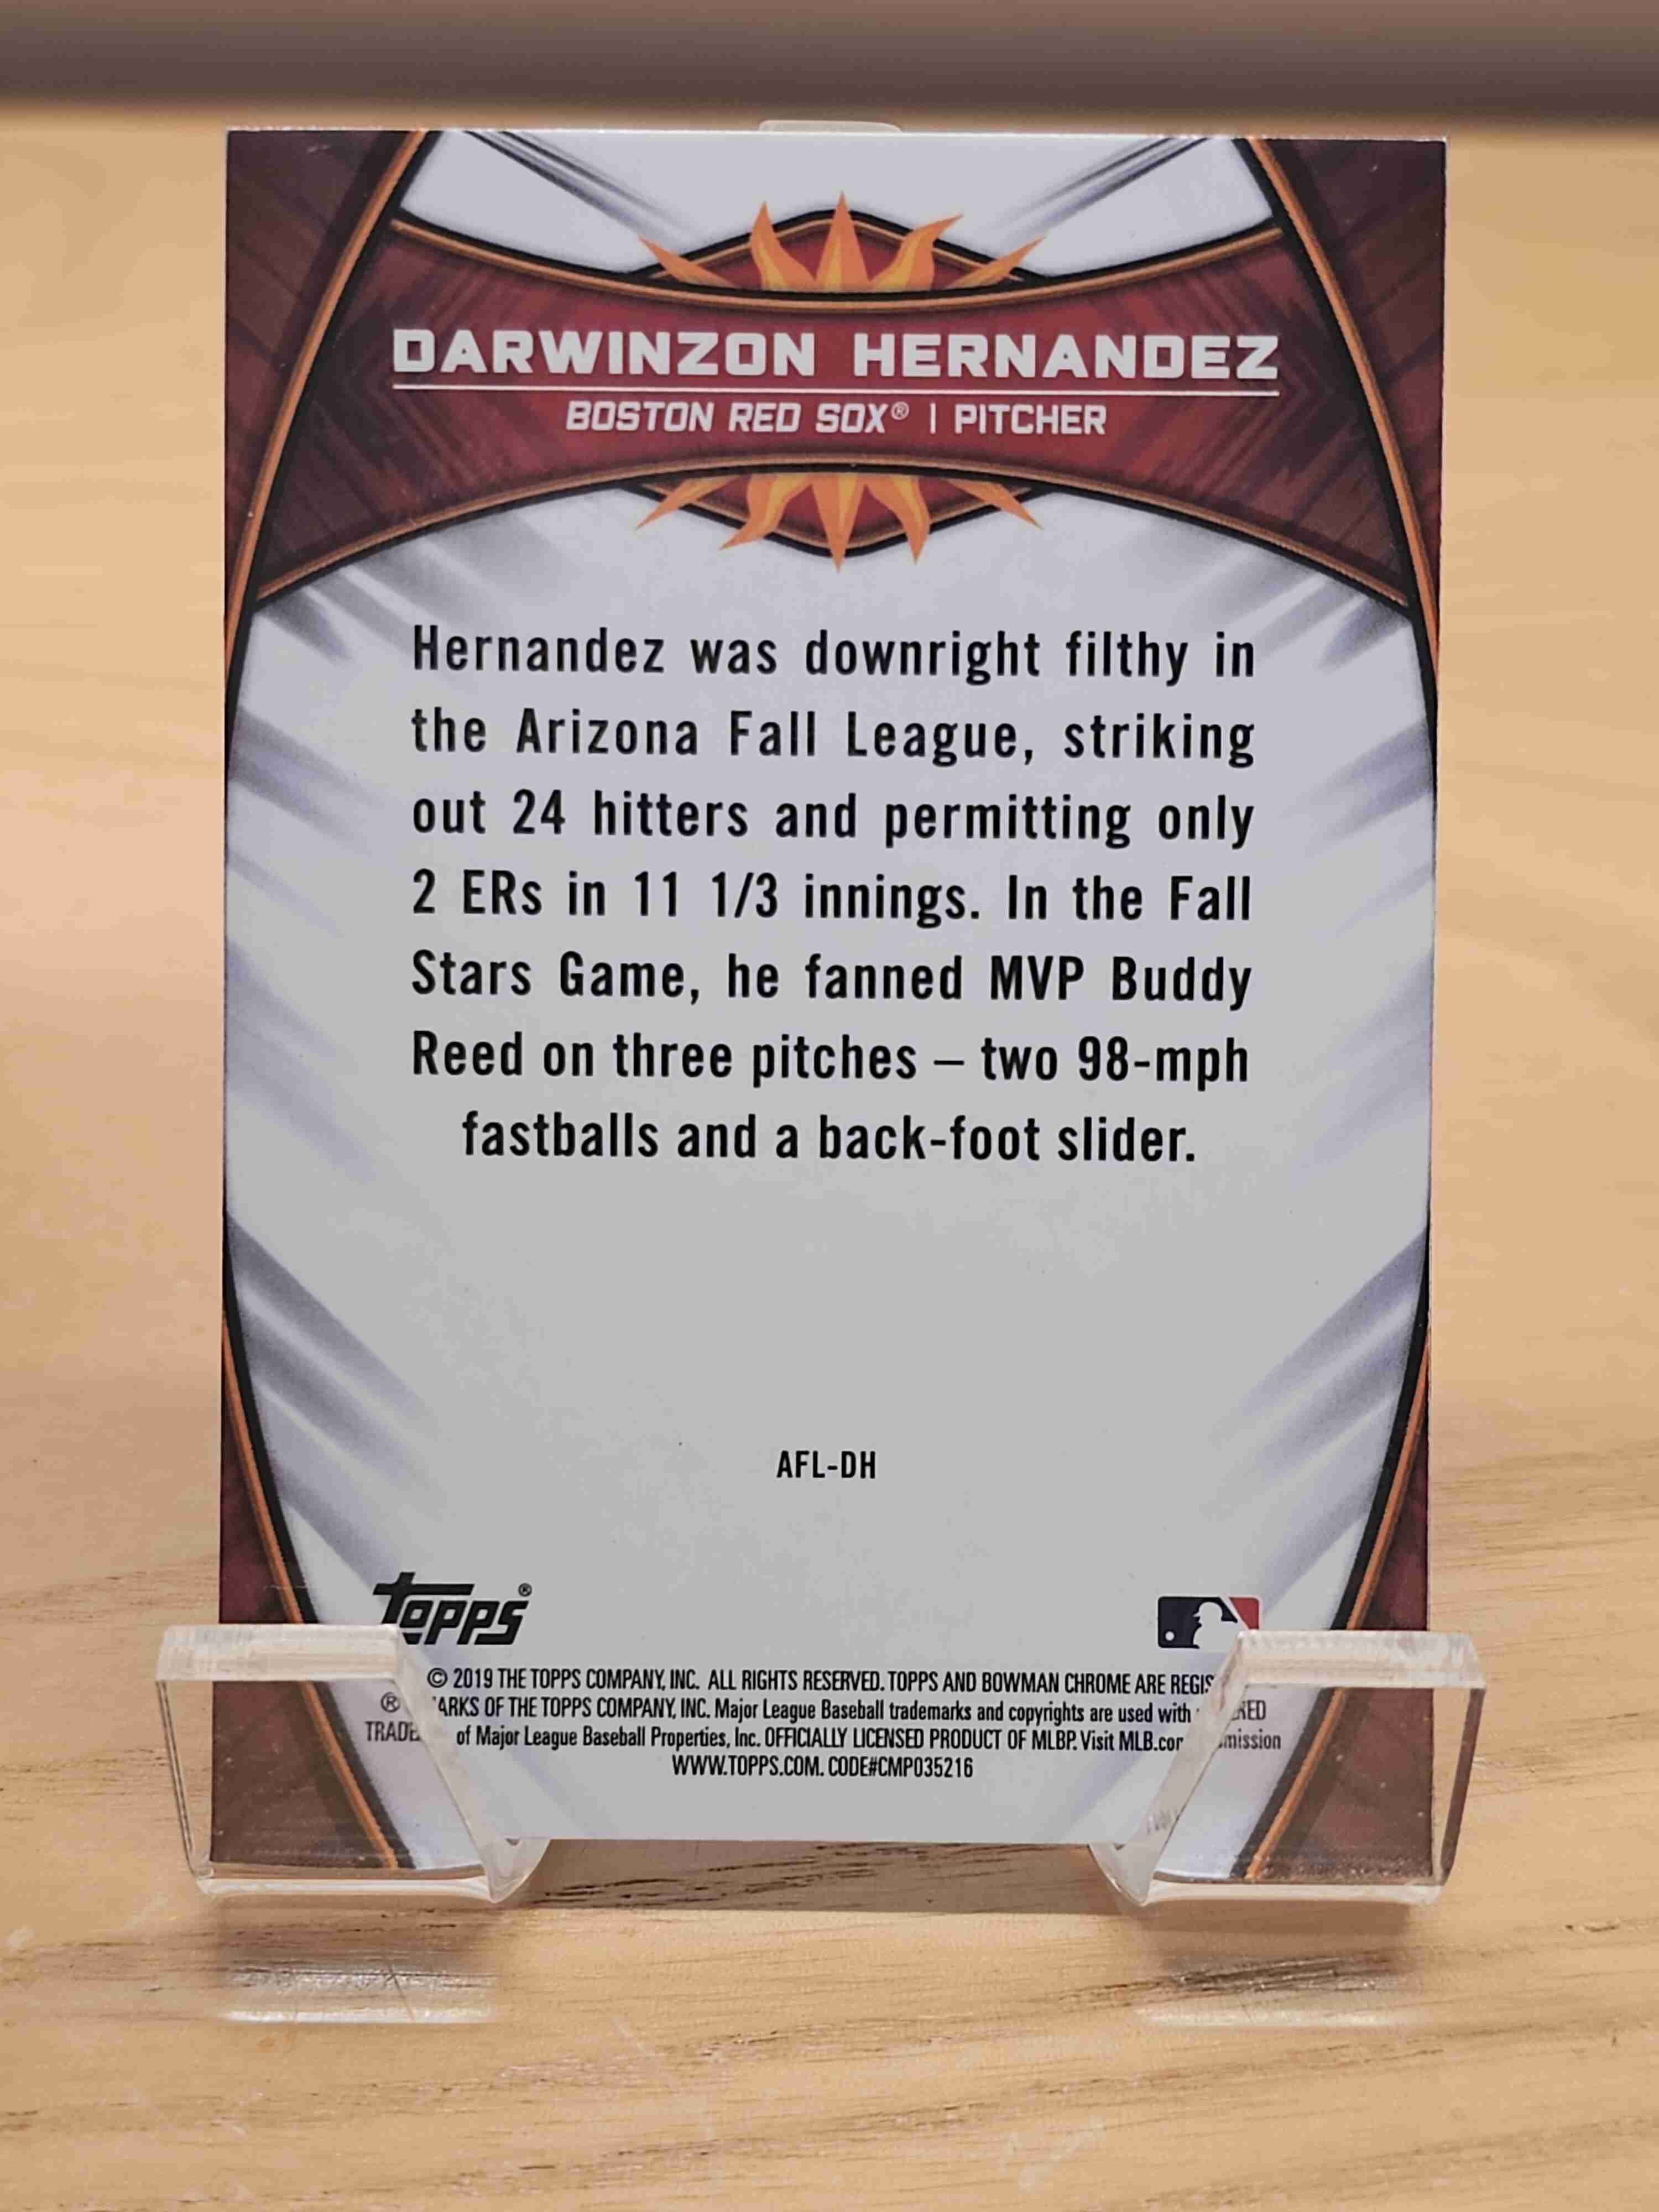 DARWINZON HERNANDEZ
BOSTON RED SOX® | PITCHER
Hernandez was downright filthy in
the Arizona Fall League, striking
out 24 hitters and permitting only
2 ERs in 11 1/3 innings. In the Fall
Stars Game, he fanned MVP Buddy
Reed on three pitches – two 98-mph
fastballs and a back-foot slider.
AFL-DH
Topps®
© 2019 THE TOPPS COMPANY, INC. ALL RIGHTS RESERVED. TOPPS AND BOWMAN CHROME ARE
® OF THE TOPPS COMPANY, INC. Major League Baseball trademarks and copyrights are used with
of Major League Baseball Properties, Inc. OFFICIALLY LICENSED PRODUCT OF MLBP. Visit
WWW.TOPPS.COM. CODE#CMP035216